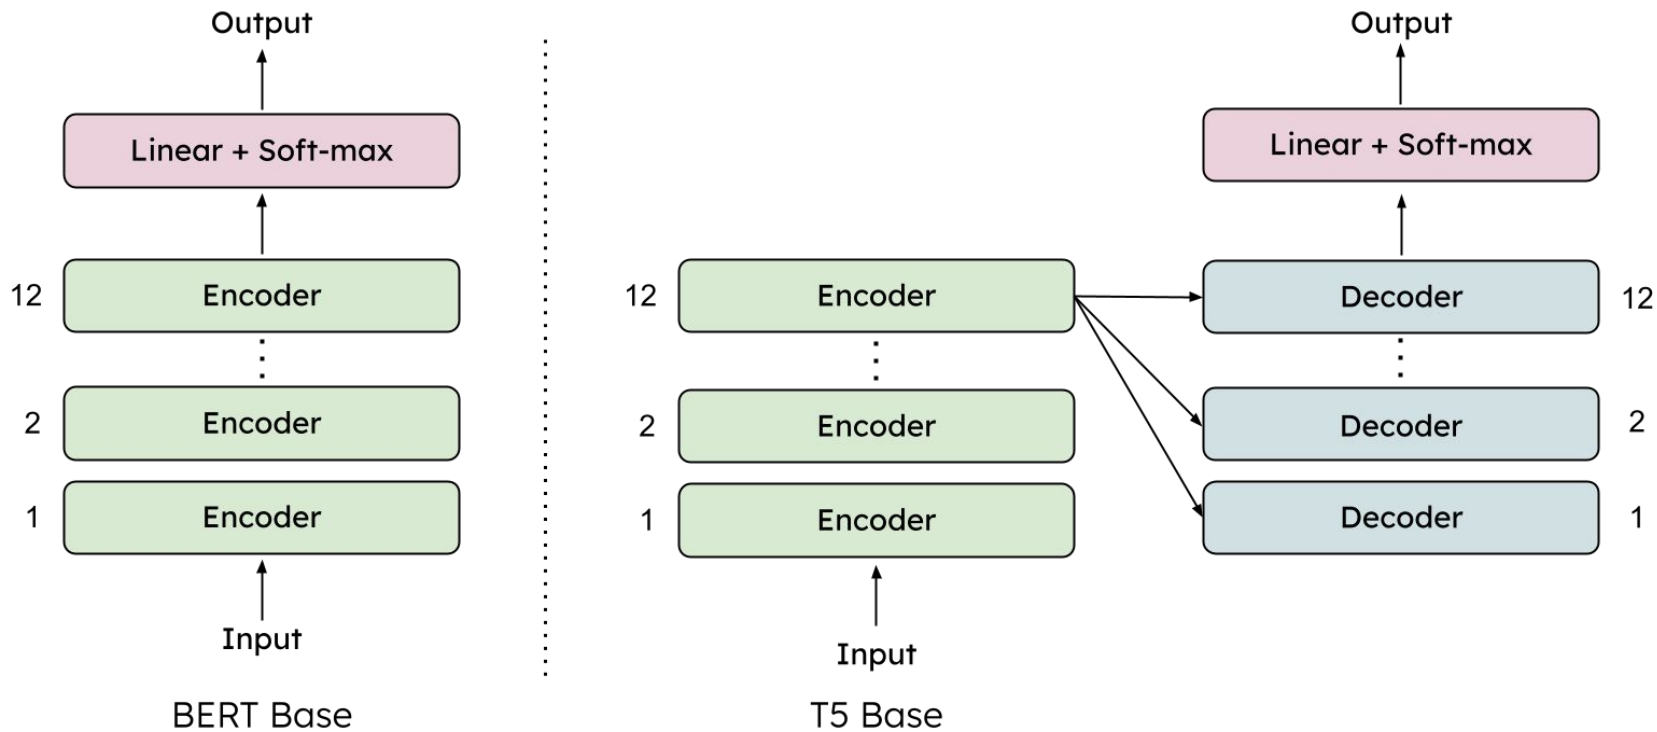 Output
Linear + Soft-max
12
Encoder
2
Encoder
1
Encoder
Input
BERT Base
Output
Linear + Soft-max
12
Encoder
Decoder
12
2
Encoder
Decoder
2
1
Encoder
Decoder
1
Input
T5 Base